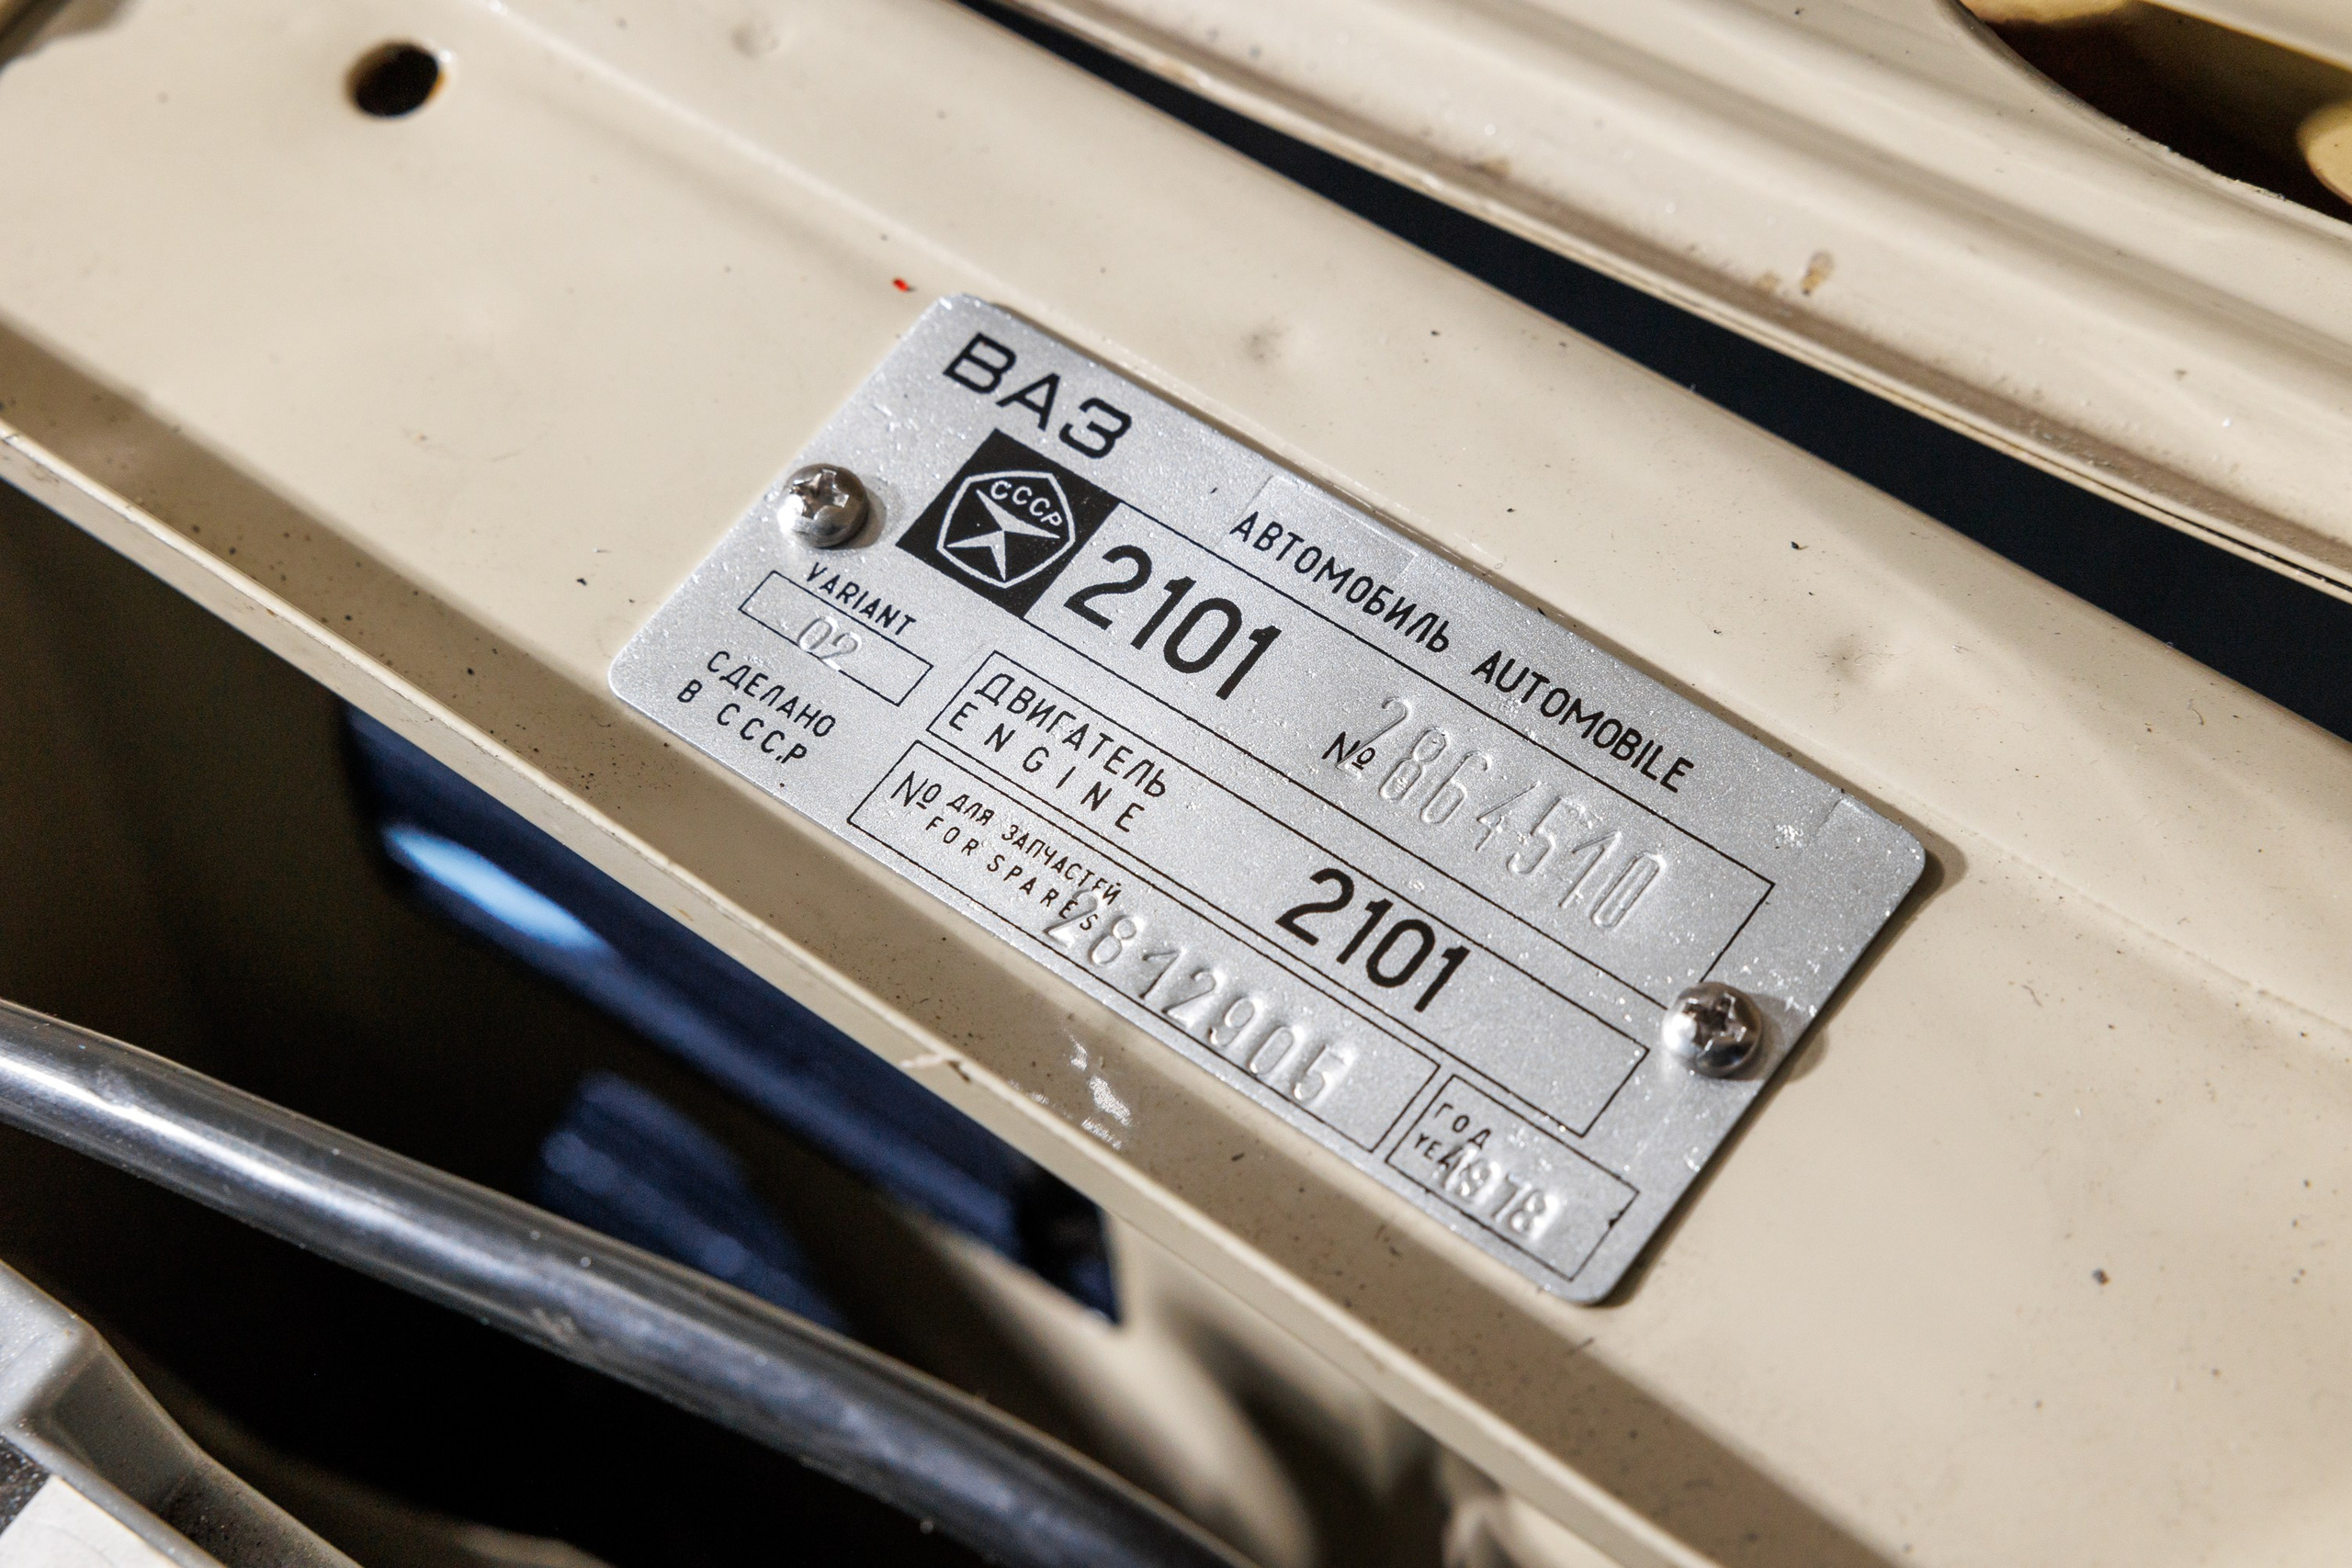 ВАЗ
АВТОМОБИЛЬ AUTOMOBILE
СССР
2101 № 2864510
VARIANT
02
СДЕЛАНО
В СССР
ДВИГАТЕЛЬ
ENGINE
2101
№ ДЛЯ ЗАПЧАСТЕЙ
FOR SPARES
2812905
ГОД
YEAR
1978